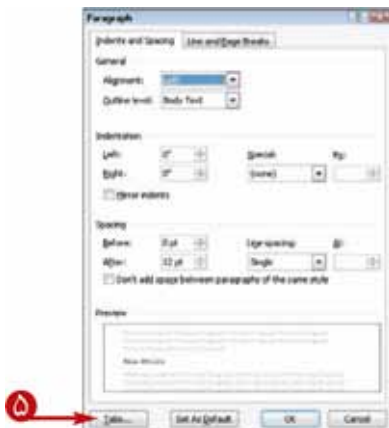 Paragraph
Indents and Spacing Line and Page Breaks
General
Alignment: Left
Outline level: Body Text
Indentation
Left: 0" Special: By:
Right: 0" (none)
Mirror indents
Spacing
Before: 0 pt Line spacing: At:
After: 12 pt Single
Don't add space between paragraphs of the same style
Preview
۵
Tabs... Set As Default OK Cancel